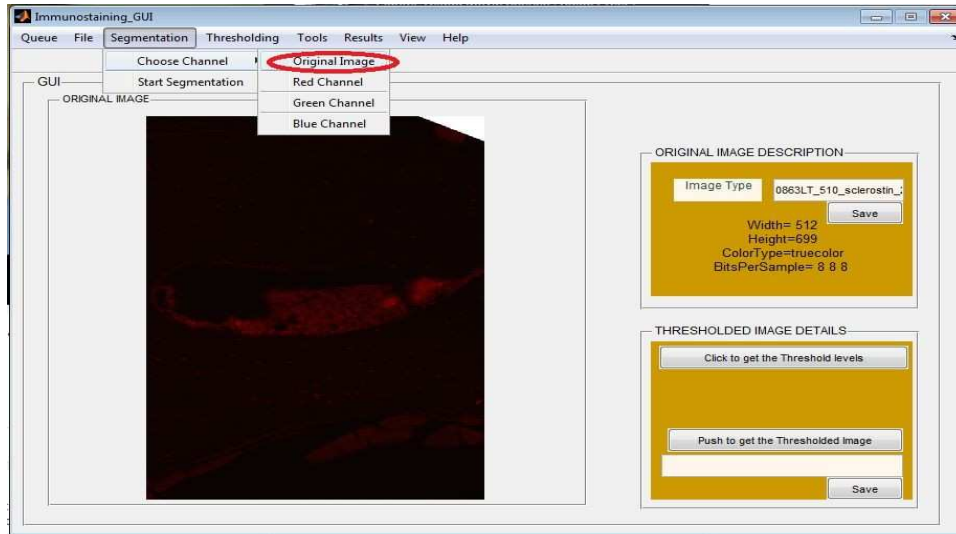 Immunostaining_GUI
Queue File Segmentation Thresholding Tools Results View Help
Choose Channel
Start Segmentation
Original Image
Red Channel
Green Channel
Blue Channel
GUI
ORIGINAL IMAGE
ORIGINAL IMAGE DESCRIPTION
Image Type
0863LT_510_sclerostin_
Save
Width= 512
Height=699
ColorType=truecolor
BitsPerSample= 8 8 8
THRESHOLDED IMAGE DETAILS
Click to get the Threshold levels
Push to get the Thresholded Image
Save